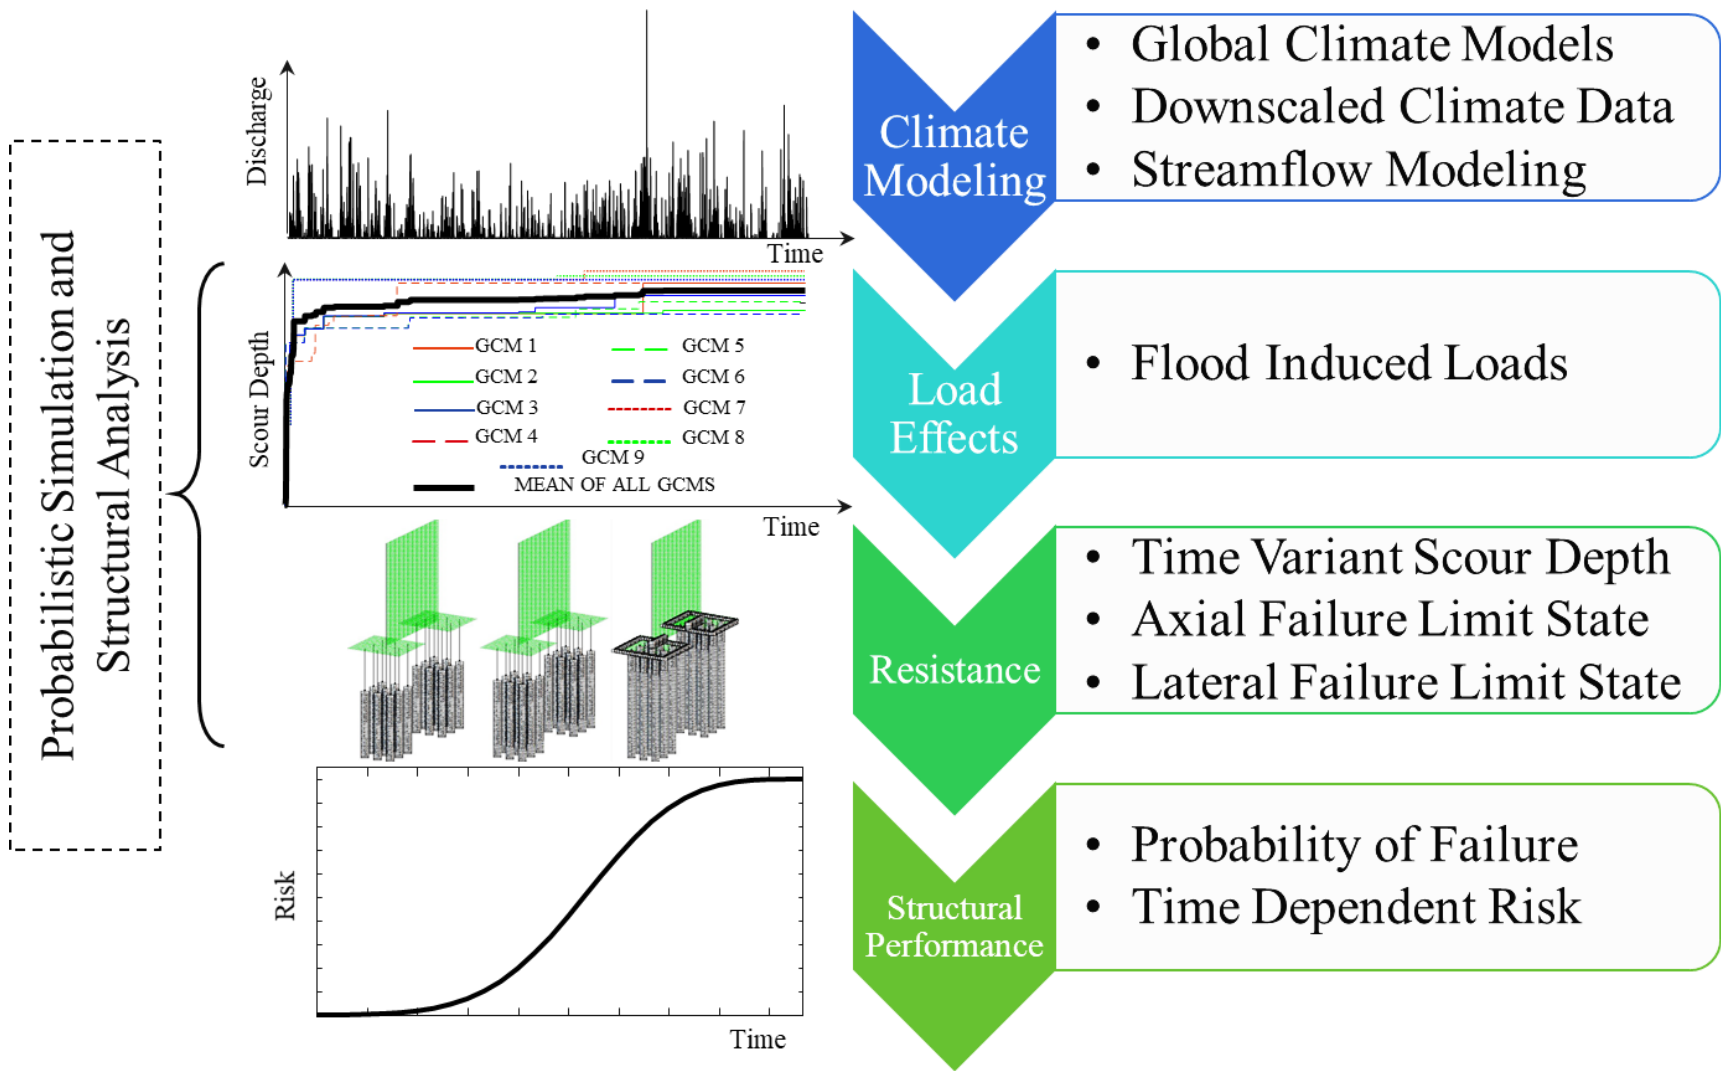 Probabilistic Simulation and
Structural Analysis
Discharge
Time
Scour Depth
GCM 1
GCM 2
GCM 3
GCM 4
GCM 5
GCM 6
GCM 7
GCM 8
GCM 9
MEAN OF ALL GCMS
Time
Risk
Time
Climate
Modeling
• Global Climate Models
• Downscaled Climate Data
• Streamflow Modeling
Load
Effects
• Flood Induced Loads
Resistance
• Time Variant Scour Depth
• Axial Failure Limit State
• Lateral Failure Limit State
Structural
Performance
• Probability of Failure
• Time Dependent Risk